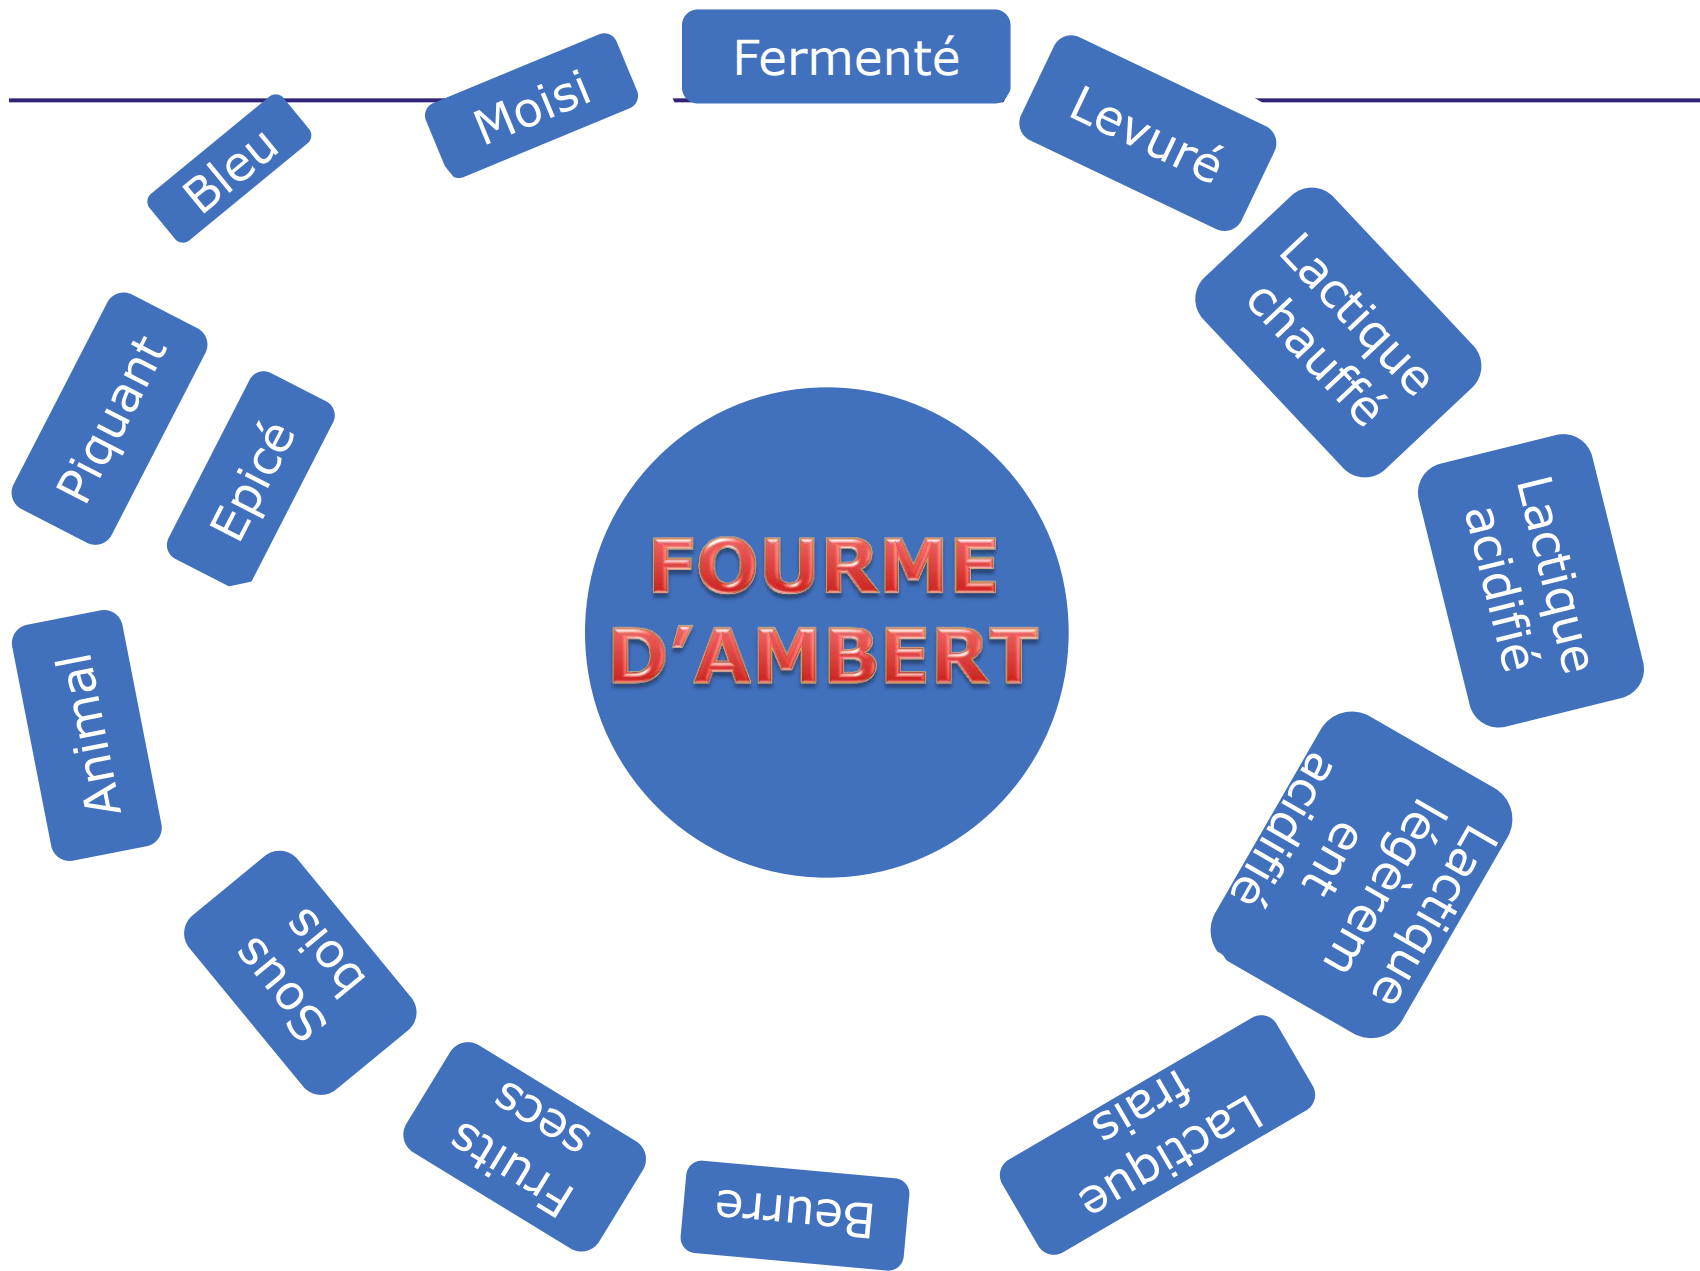 Fermenté
Levuré
Lactique
chauffé
Lactique
acidifié
Lactique
légèrem
ent
acidifié
Lactique
frais
Beurre
Fruits
secs
Sous
bois
Animal
Epicé
Piquant
Bleu
Moisi
FOURME
D’AMBERT